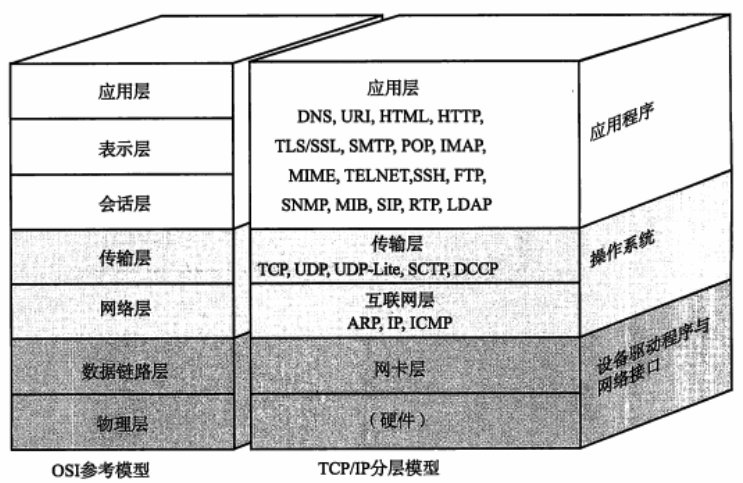 应用层
表示层
会话层
传输层
网络层
数据链路层
物理层
OSI参考模型
应用层
DNS, URI, HTML, HTTP,
TLS/SSL, SMTP, POP, IMAP,
MIME, TELNET,SSH, FTP,
SNMP, MIB, SIP, RTP, LDAP
传输层
TCP, UDP, UDP-Lite, SCTP, DCCP
互联网层
ARP, IP, ICMP
网卡层
（硬件）
TCP/IP分层模型
应用程序
操作系统
设备驱动程序与
网络接口